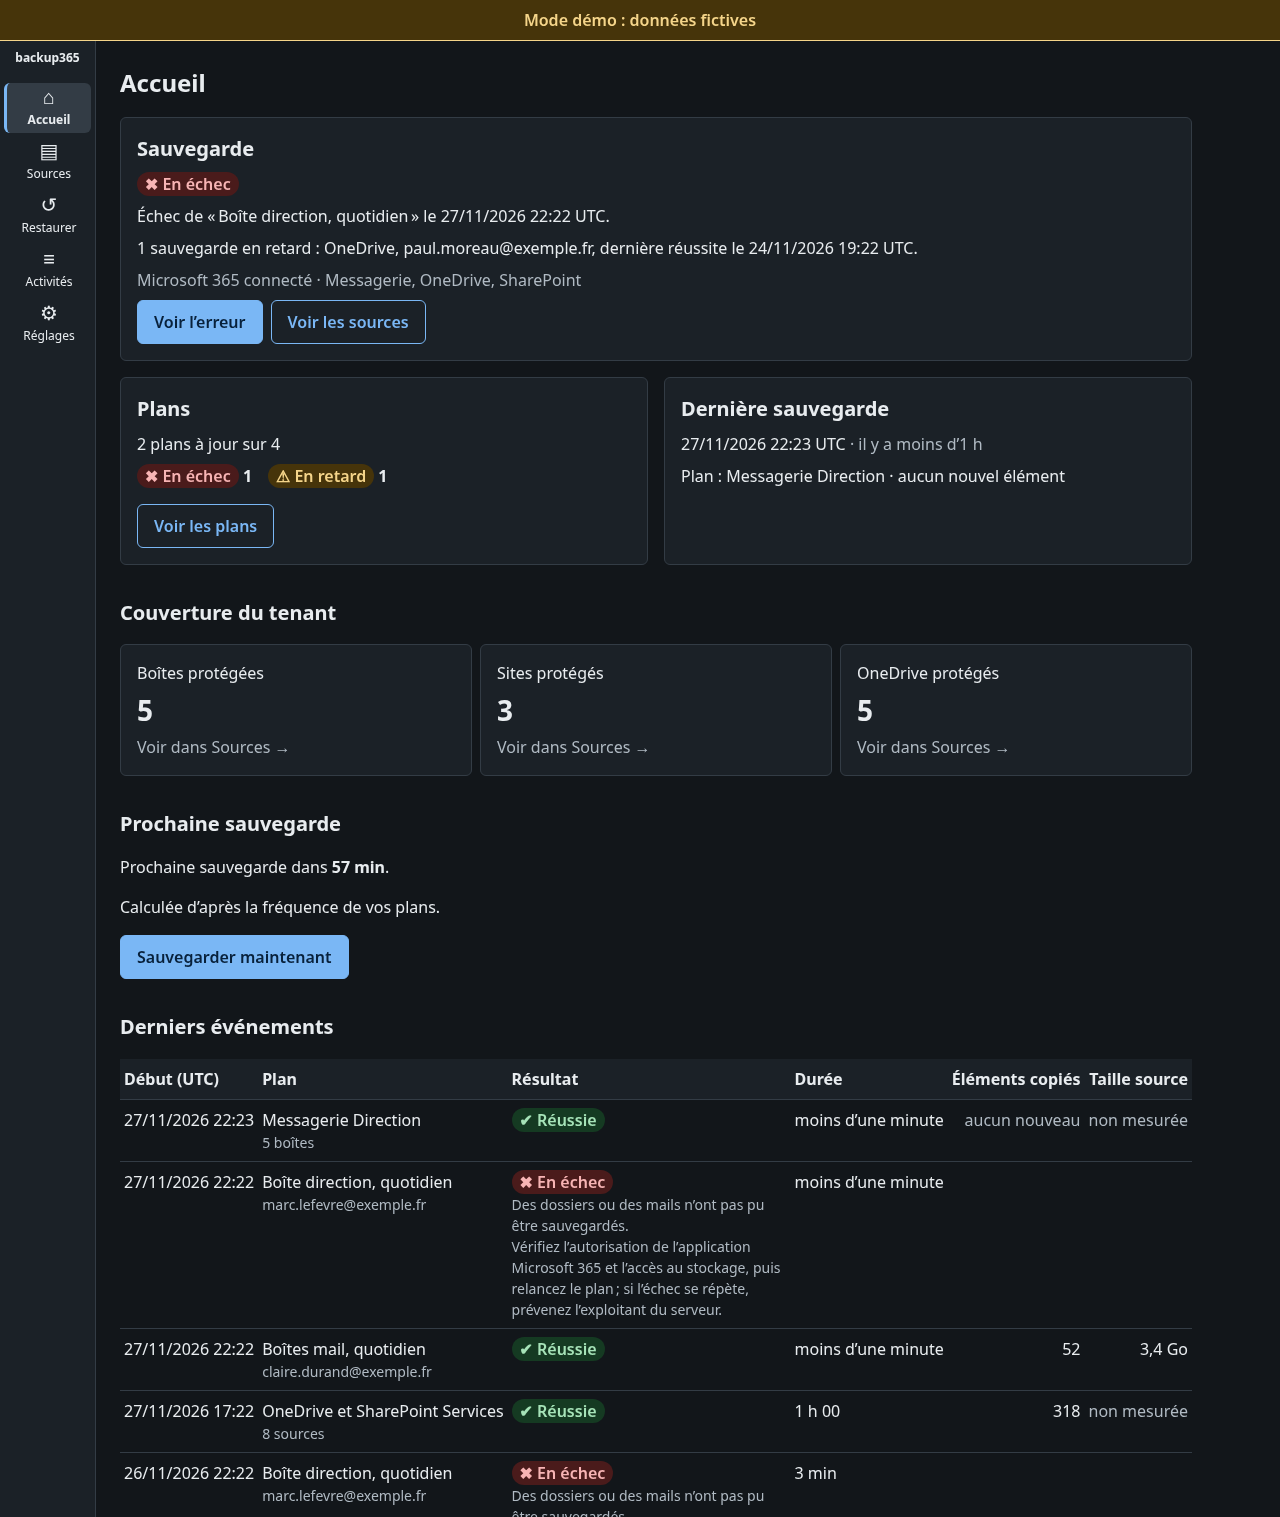 Mode démo : données fictives
backup365
Accueil
Sources
Restaurer
Activités
Réglages
Accueil
Sauvegarde
✖ En échec
Échec de « Boîte direction, quotidien » le 27/11/2026 22:22 UTC.
1 sauvegarde en retard : OneDrive, paul.moreau@exemple.fr, dernière réussite le 24/11/2026 19:22 UTC.
Microsoft 365 connecté · Messagerie, OneDrive, SharePoint
Voir l’erreur Voir les sources
Plans
2 plans à jour sur 4
✖ En échec 1 ⚠ En retard 1
Voir les plans
Dernière sauvegarde
27/11/2026 22:23 UTC · il y a moins d’1 h
Plan : Messagerie Direction · aucun nouvel élément
Couverture du tenant
Boîtes protégées
5
Voir dans Sources →
Sites protégés
3
Voir dans Sources →
OneDrive protégés
5
Voir dans Sources →
Prochaine sauvegarde
Prochaine sauvegarde dans 57 min.
Calculée d’après la fréquence de vos plans.
Sauvegarder maintenant
Derniers événements
Début (UTC) Plan Résultat Durée Éléments copiés Taille source
27/11/2026 22:23 Messagerie Direction ✔ Réussie moins d’une minute aucun nouveau non mesurée
5 boîtes
27/11/2026 22:22 Boîte direction, quotidien ✖ En échec moins d’une minute
marc.lefevre@exemple.fr
Des dossiers ou des mails n’ont pas pu
être sauvegardés.
Vérifiez l’autorisation de l’application
Microsoft 365 et l’accès au stockage, puis
relancez le plan ; si l’échec se répète,
prévenez l’exploitant du serveur.
27/11/2026 22:22 Boîtes mail, quotidien ✔ Réussie moins d’une minute 52 3,4 Go
claire.durand@exemple.fr
27/11/2026 17:22 OneDrive et SharePoint Services ✔ Réussie 1 h 00 318 non mesurée
8 sources
26/11/2026 22:22 Boîte direction, quotidien ✖ En échec 3 min
marc.lefevre@exemple.fr
Des dossiers ou des mails n’ont pas pu
être sauvegardés.